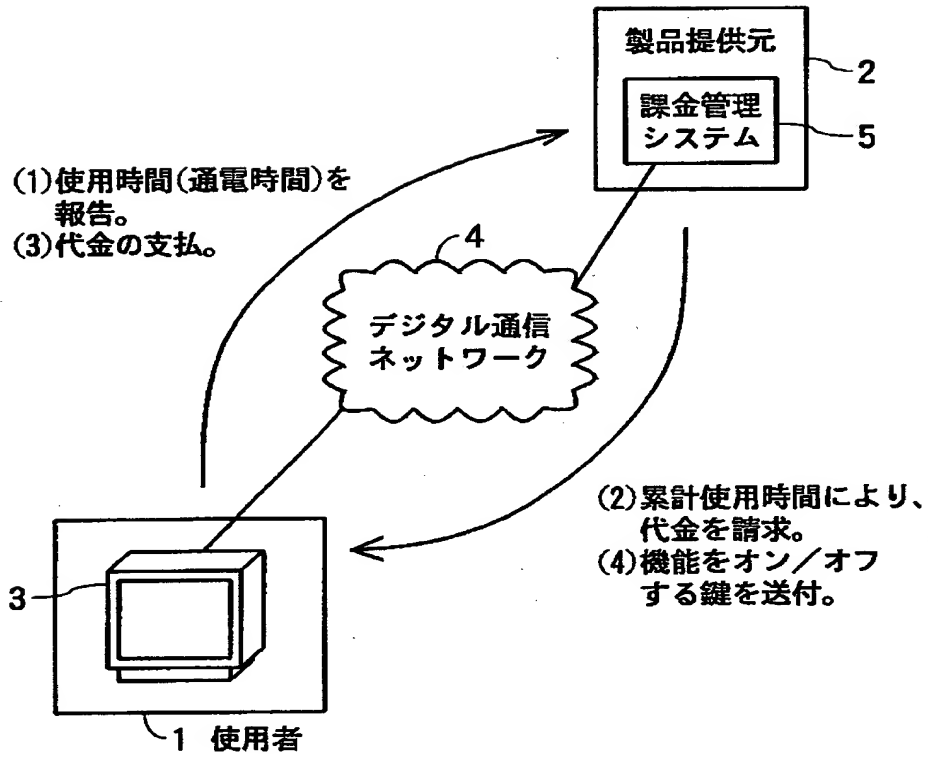 製品提供元
2
課金管理
システム
5
(1)使用時間(通電時間)を
報告。
(3)代金の支払。
4
デジタル通信
ネットワーク
(2)累計使用時間により、
代金を請求。
(4)機能をオン／オフ
する鍵を送付。
3
1 使用者